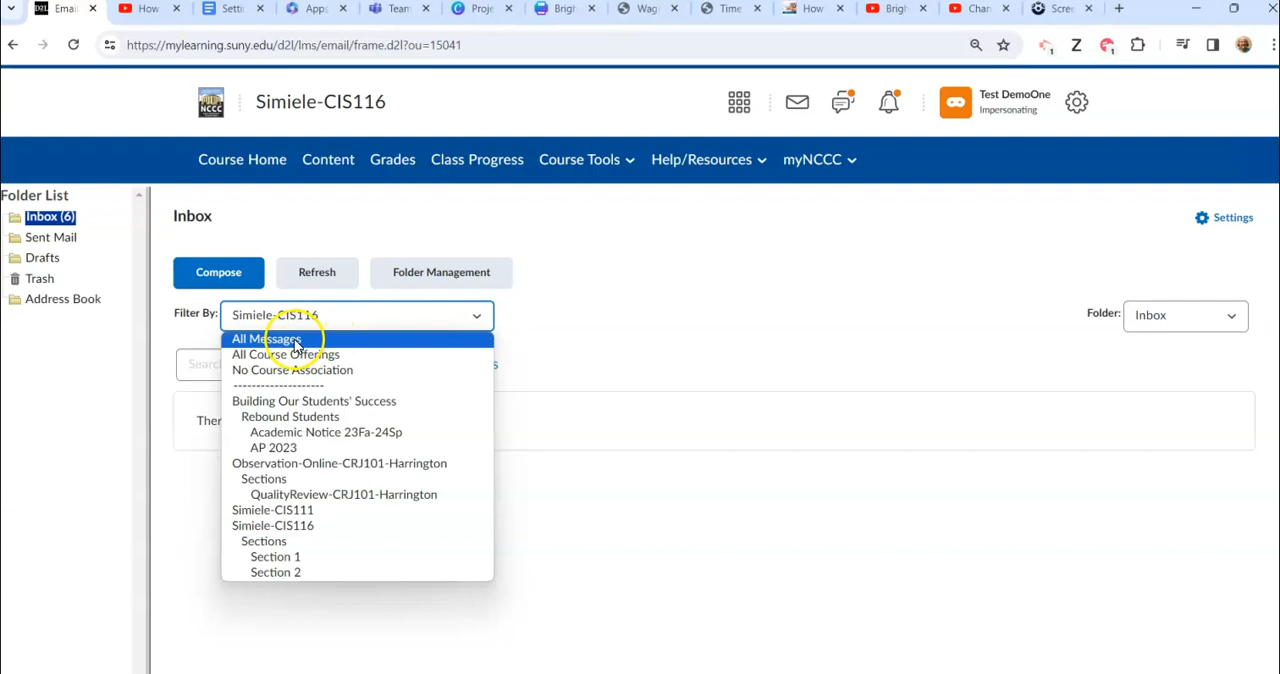 Email
How
Setti
Apps
Team
Proje
Brigh
Wag
Time
How
Brigh
Chan
Scree
https://mylearning.suny.edu/d2l/lms/email/frame.d2l?ou=15041
NCCC
Simiele-CIS116
Test DemoOne
Impersonating
Course Home Content Grades Class Progress Course Tools Help/Resources myNCCC
Folder List
Inbox (6)
Sent Mail
Drafts
Trash
Address Book
Inbox
Settings
Compose Refresh Folder Management
Filter By: Simiele-CIS116
Folder: Inbox
All Messages
All Course Offerings
No Course Association
--------------------
Building Our Students' Success
Rebound Students
Academic Notice 23Fa-24Sp
AP 2023
Observation-Online-CRJ101-Harrington
Sections
QualityReview-CRJ101-Harrington
Simiele-CIS111
Simiele-CIS116
Sections
Section 1
Section 2
Searc
s
Ther